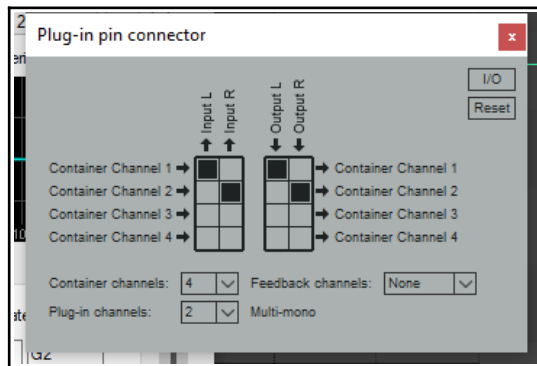 2
Plug-in pin connector
x
I/O
Reset
Input L
Input R
Output L
Output R
Container Channel 1
Container Channel 1
Container Channel 2
Container Channel 2
Container Channel 3
Container Channel 3
Container Channel 4
Container Channel 4
Container channels: 4 Feedback channels: None
Plug-in channels: 2 Multi-mono
G2